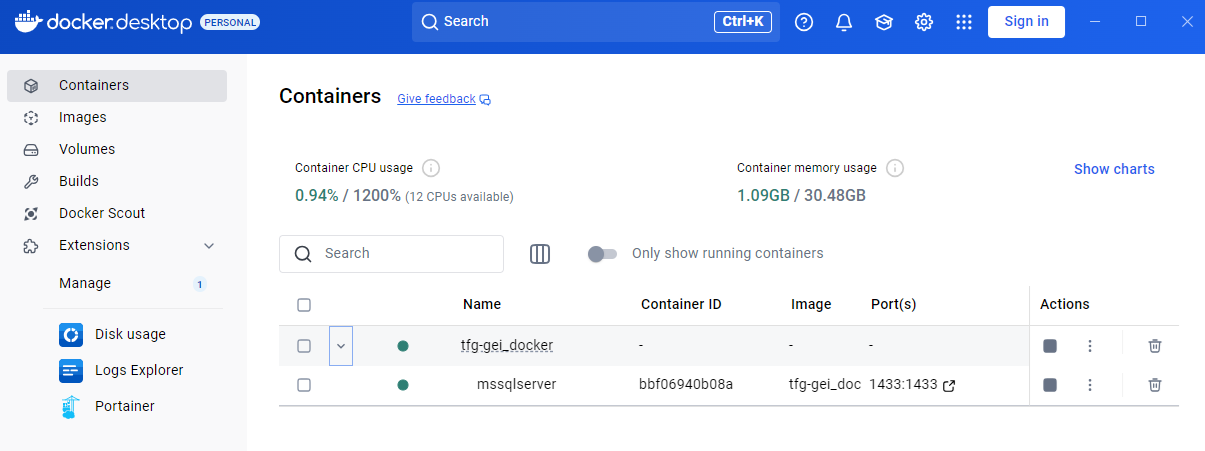 docker.desktop PERSONAL
Search Ctrl+K
Sign in
Containers
Images
Volumes
Builds
Docker Scout
Extensions
Manage 1
Disk usage
Logs Explorer
Portainer
Containers Give feedback
Container CPU usage
0.94% / 1200% (12 CPUs available)
Container memory usage
1.09GB / 30.48GB
Show charts
Search
Only show running containers
Name Container ID Image Port(s) Actions
tfg-gei_docker - - -
mssqlserver bbf06940b08a tfg-gei_doc 1433:1433